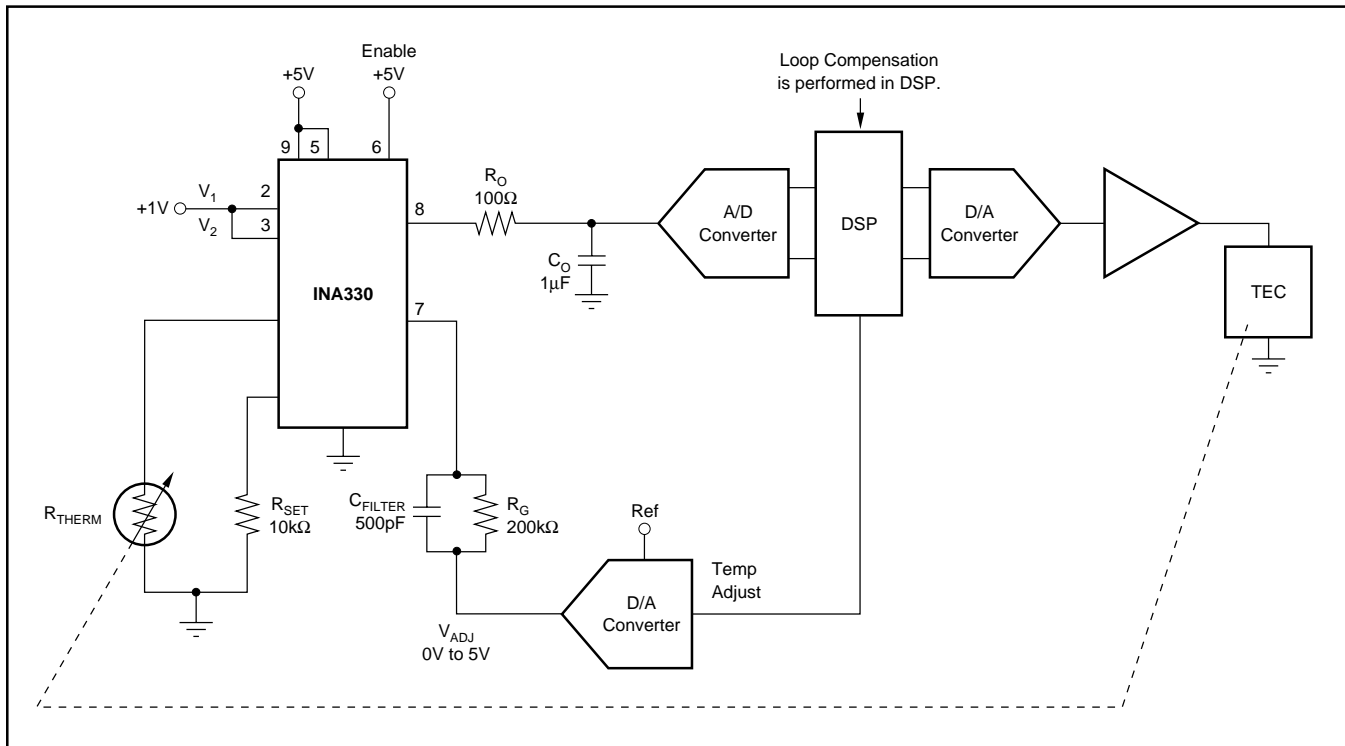 Enable
+5V
+5V
Loop Compensation
is performed in DSP.
9
5
6
V1
2
+1V
V2
3
8
RO
100Ω
CO
1µF
A/D
Converter
DSP
D/A
Converter
TEC
INA330
7
RTHERM
RSET
10kΩ
CFILTER
500pF
RG
200kΩ
Ref
Temp
Adjust
D/A
Converter
VADJ
0V to 5V